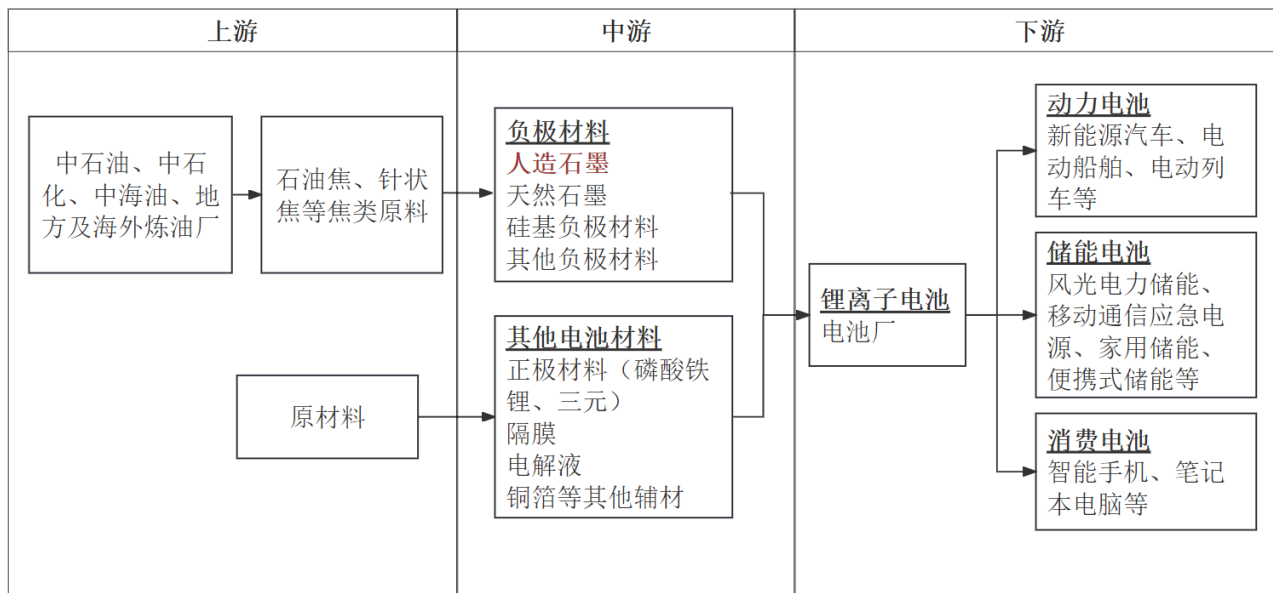 上游
中游
下游
中石油、中石
化、中海油、地
方及海外炼油厂
石油焦、针状
焦等焦类原料
原材料
负极材料
人造石墨
天然石墨
硅基负极材料
其他负极材料
其他电池材料
正极材料（磷酸铁
锂、三元）
隔膜
电解液
铜箔等其他辅材
锂离子电池
电池厂
动力电池
新能源汽车、电
动船舶、电动列
车等
储能电池
风光电力储能、
移动通信应急电
源、家用储能、
便携式储能等
消费电池
智能手机、笔记
本电脑等